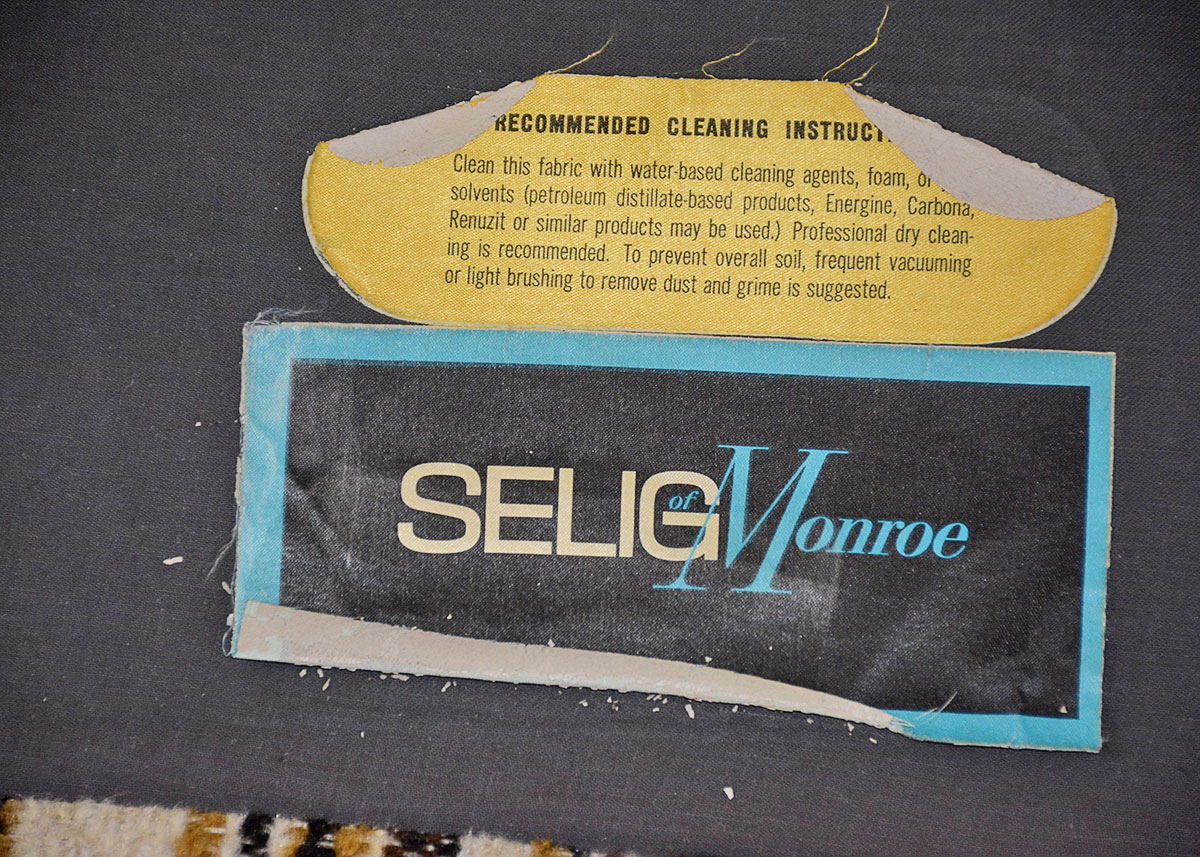 RECOMMENDED CLEANING INSTRUCT
Clean this fabric with water-based cleaning agents, foam, or
solvents (petroleum distillate-based products, Energine, Carbona,
Renuzit or similar products may be used.) Professional dry clean-
ing is recommended. To prevent overall soil, frequent vacuuming
or light brushing to remove dust and grime is suggested.
SELIG of Monroe